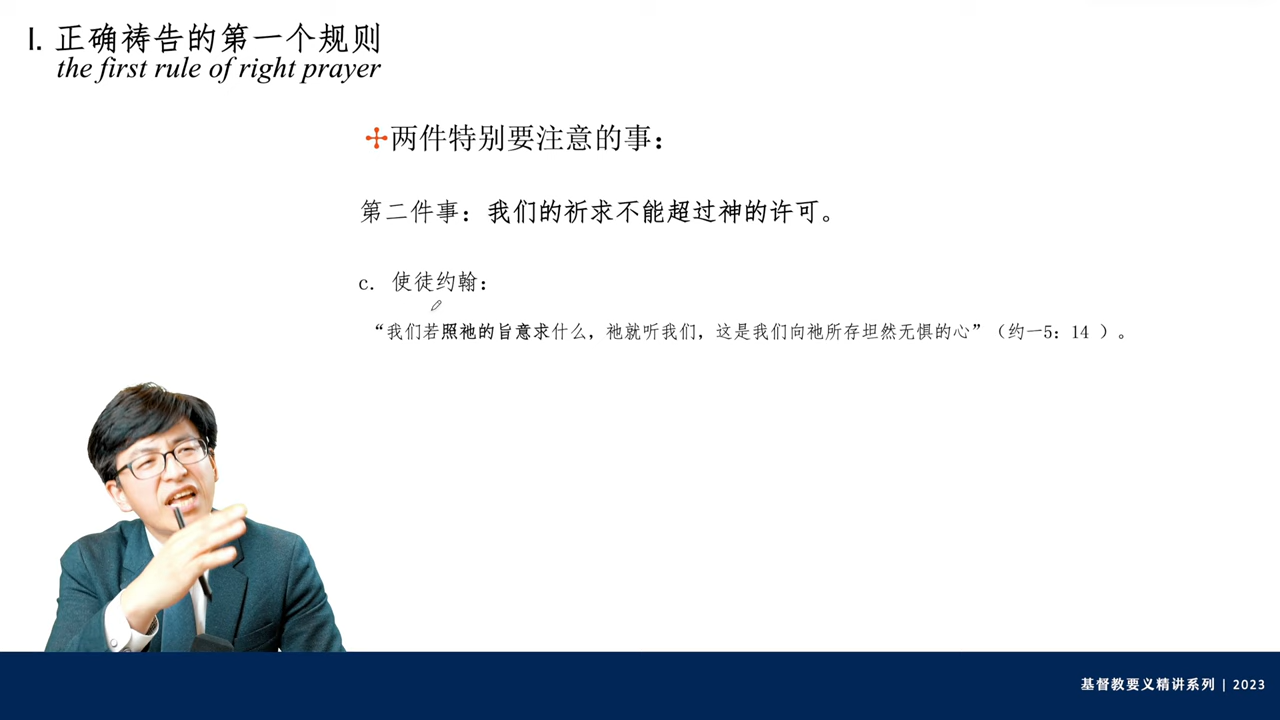 I. 正确祷告的第一个规则
the first rule of right prayer
✢两件特别要注意的事：
第二件事：我们的祈求不能超过神的许可。
c. 使徒约翰：
“我们若照祂的旨意求什么，祂就听我们，这是我们向祂所存坦然无惧的心”（约一5：14 ）。
基督教要义精讲系列 | 2023